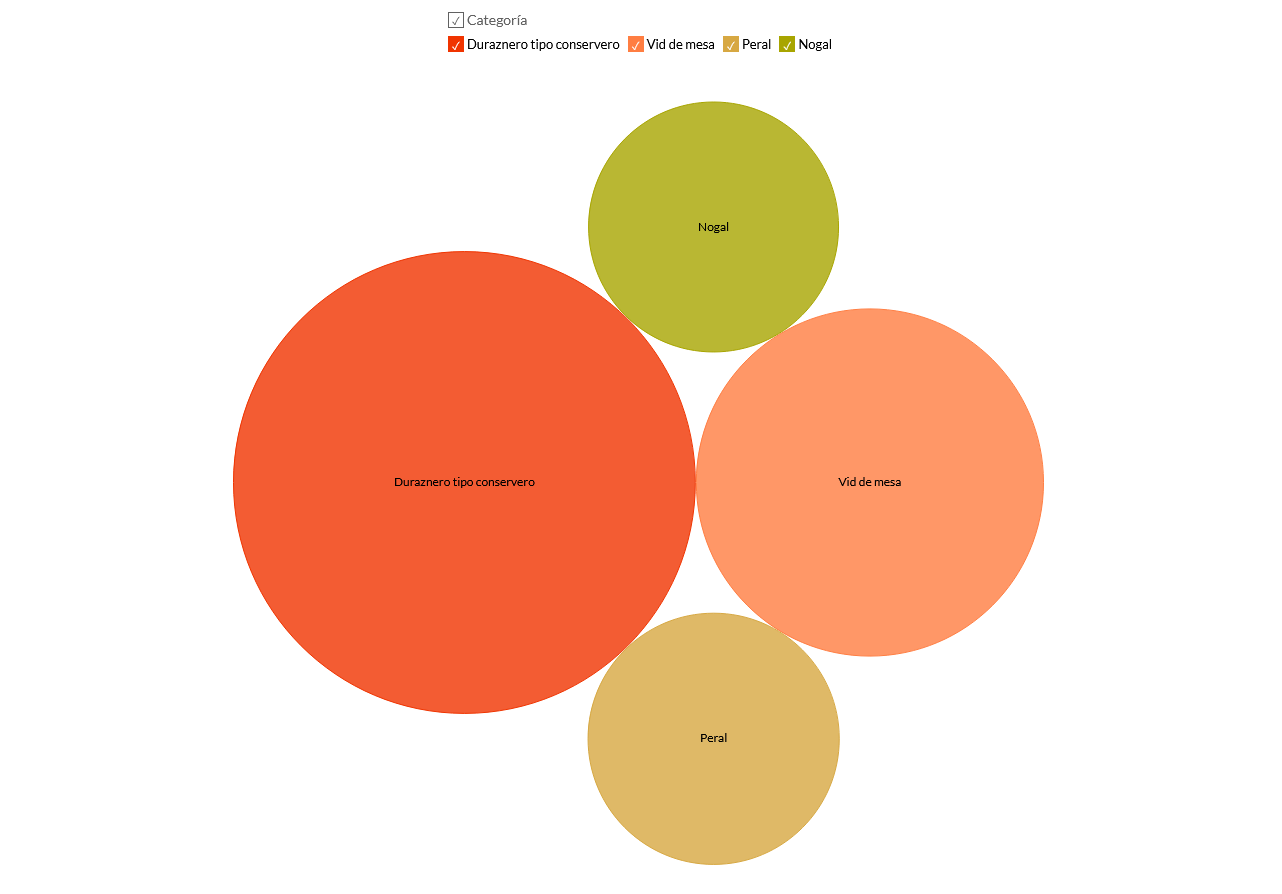 Categoría
Duraznero tipo conservero Vid de mesa Peral Nogal
Nogal
Duraznero tipo conservero
Vid de mesa
Peral